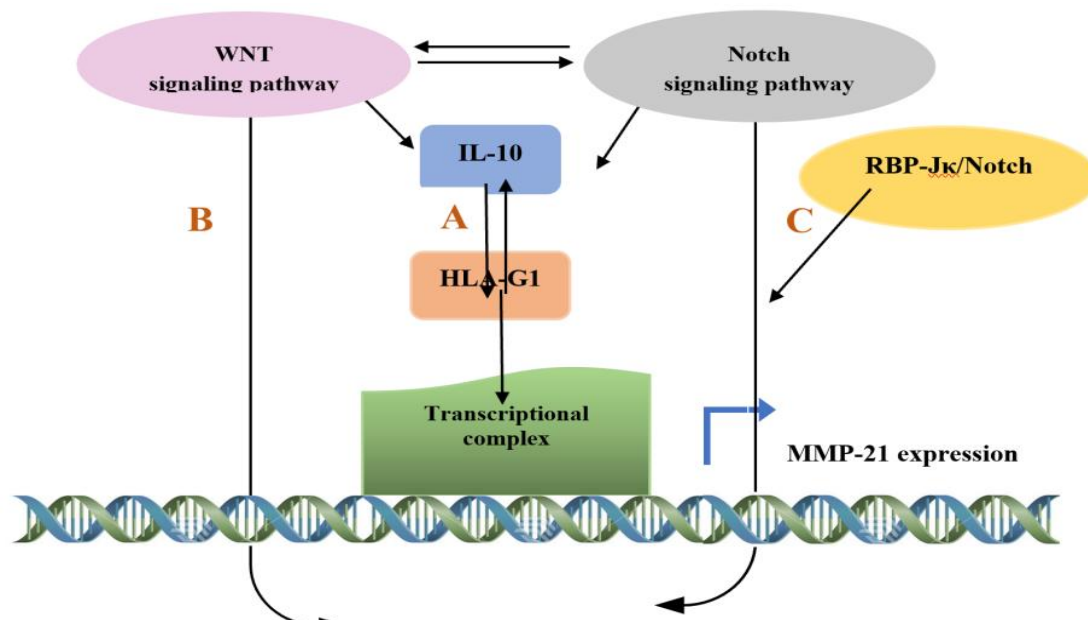 WNT
signaling pathway
Notch
signaling pathway
IL-10
RBP-Jκ/Notch
B
A
C
HLA-G1
Transcriptional
complex
MMP-21 expression